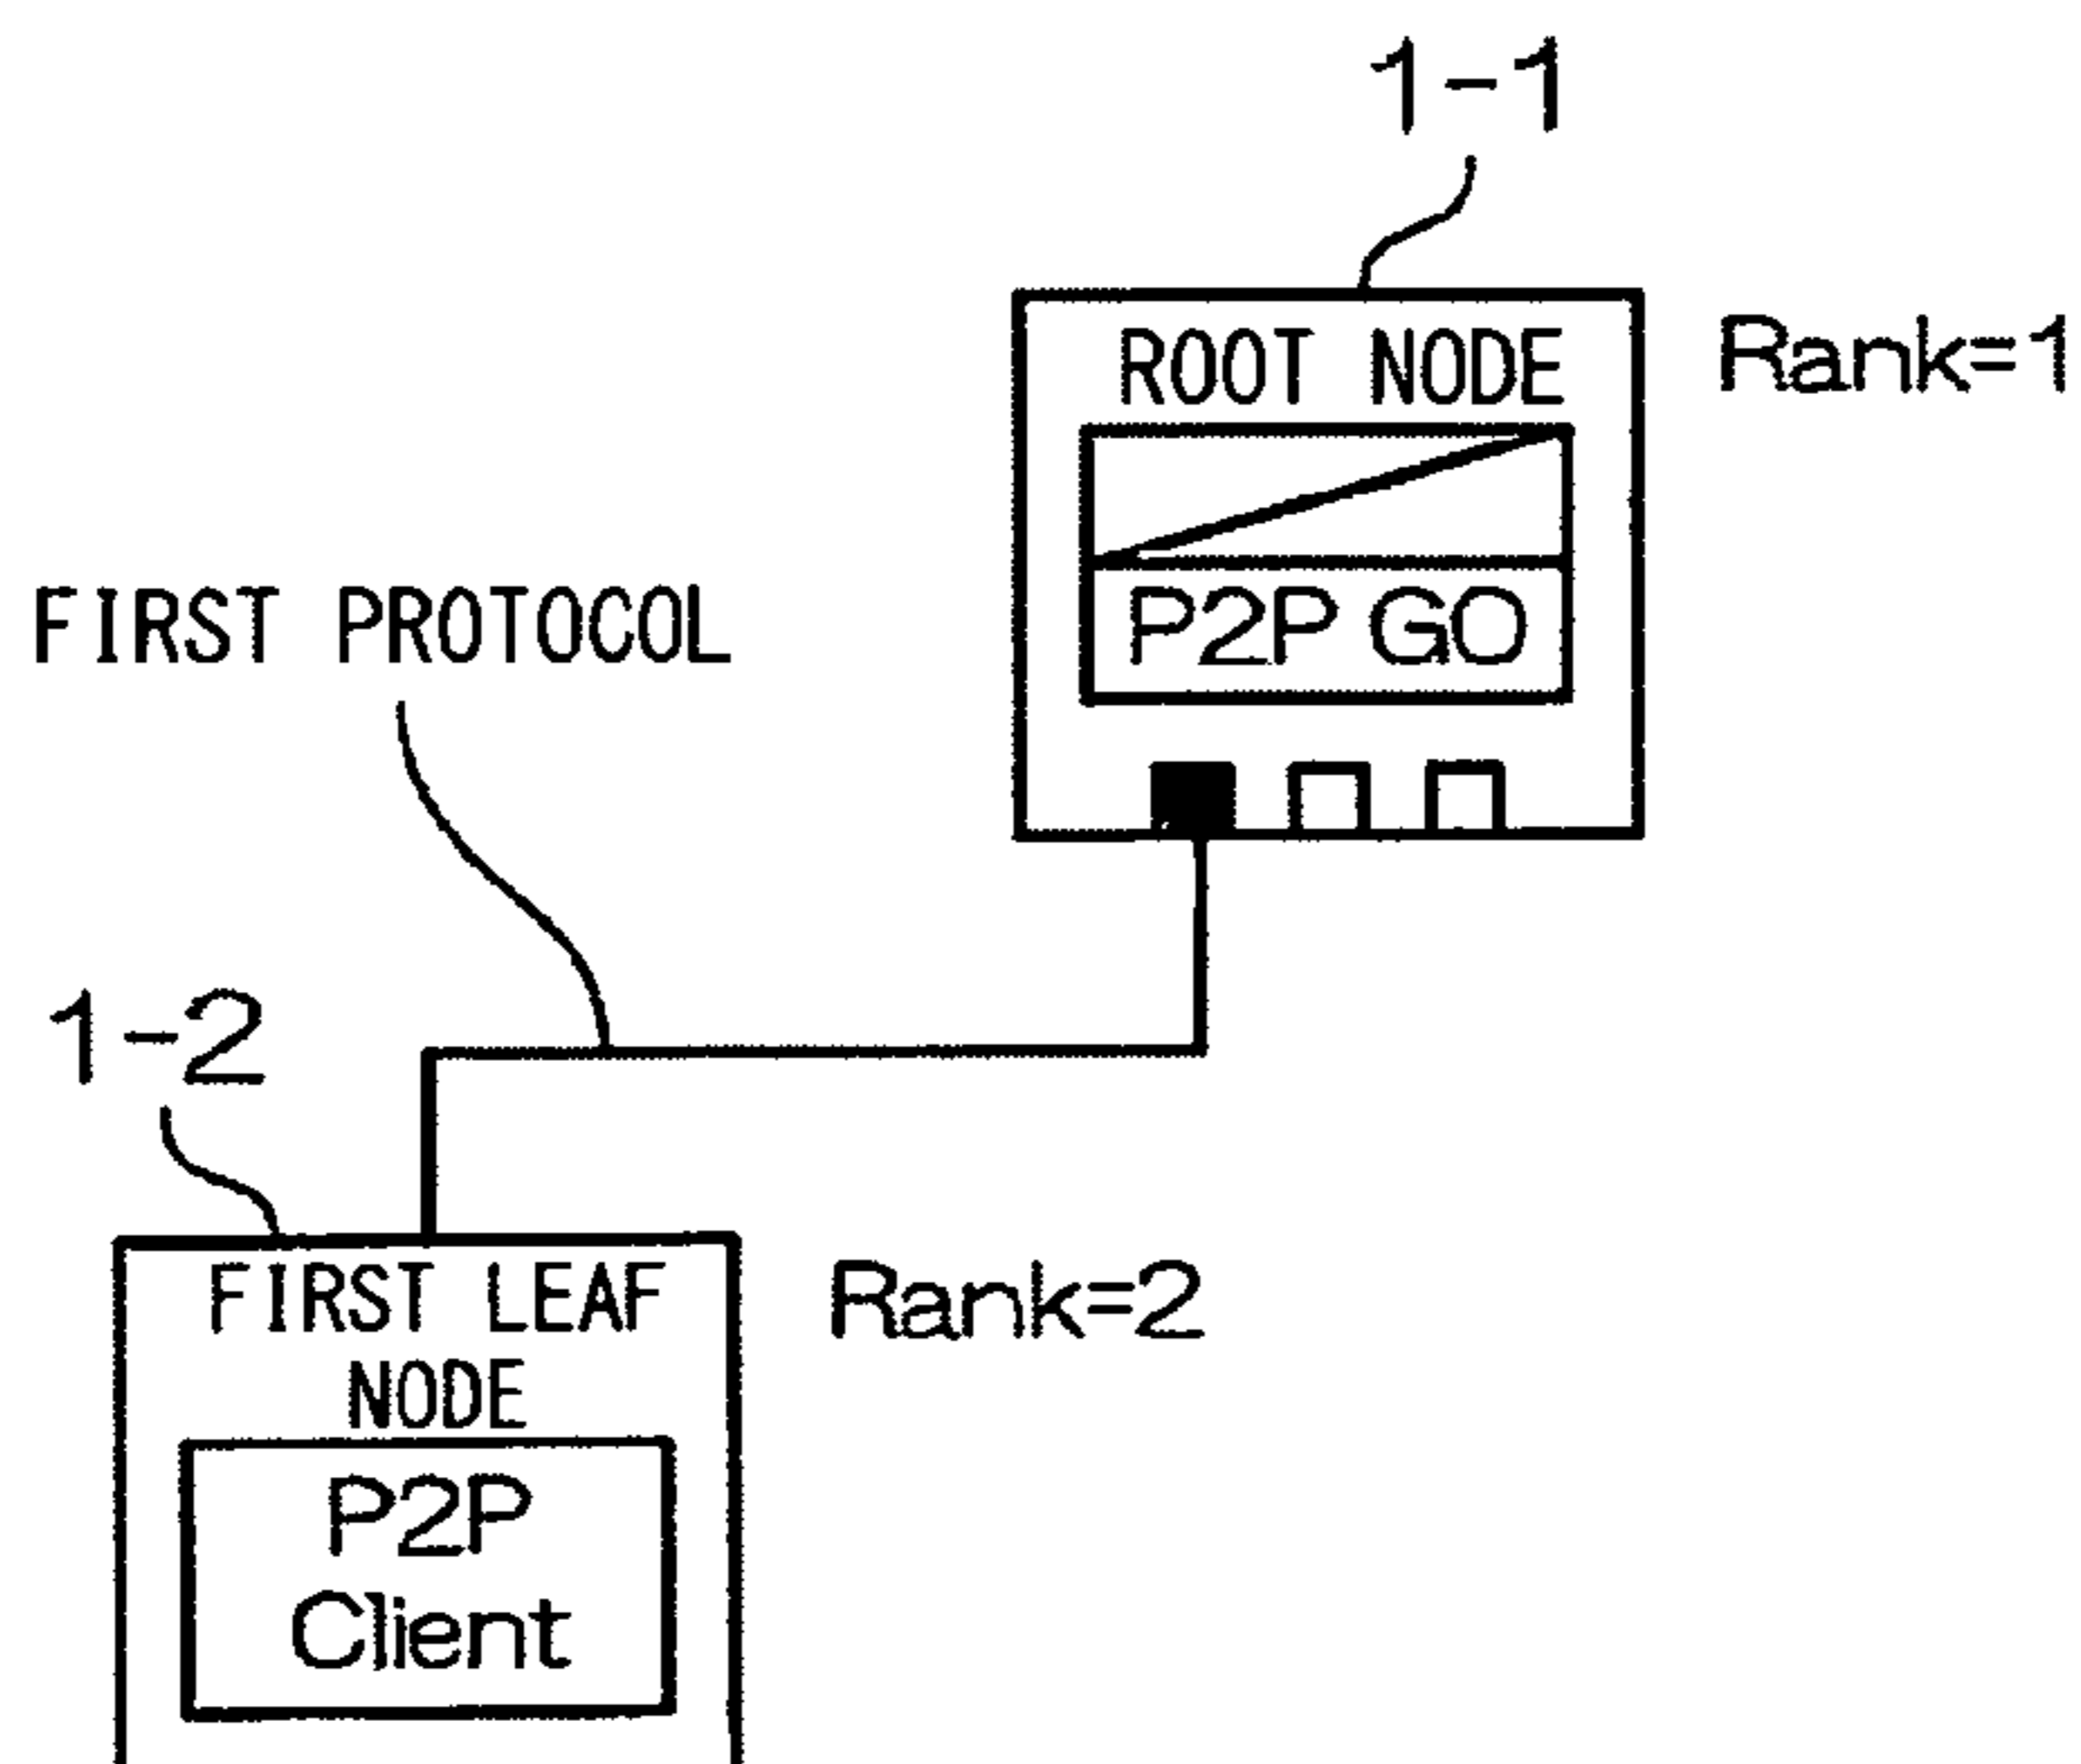 1-1
ROOT NODE
Rank=1
P2P GO
FIRST PROTOCOL
1-2
FIRST LEAF
NODE
Rank=2
P2P
Client